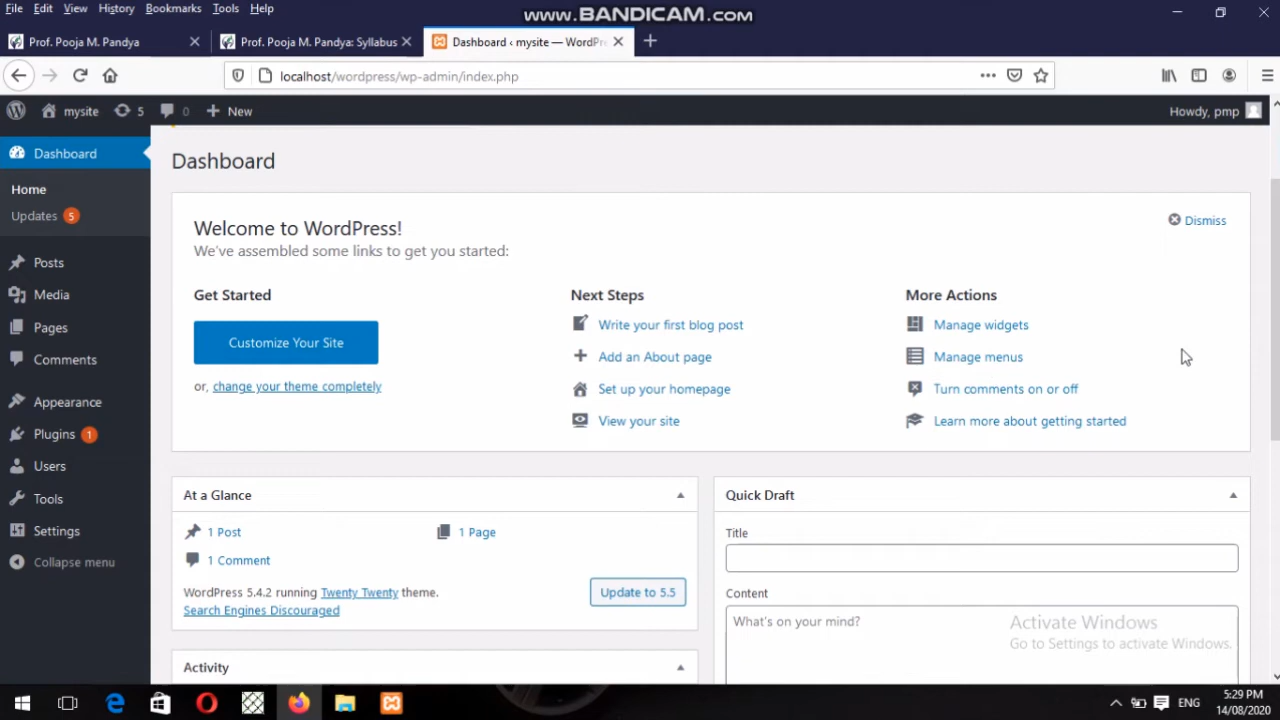 File Edit View History Bookmarks Tools Help
www.BANDICAM.com
Prof. Pooja M. Pandya
Prof. Pooja M. Pandya: Syllabus
Dashboard ‹ mysite — WordPre
localhost/wordpress/wp-admin/index.php
mysite 5 0 + New
Howdy, pmp
Dashboard
Home
Updates 5
Posts
Media
Pages
Comments
Appearance
Plugins 1
Users
Tools
Settings
Collapse menu
Dashboard
Welcome to WordPress!
We've assembled some links to get you started:
Dismiss
Get Started
Customize Your Site
or, change your theme completely
Next Steps
Write your first blog post
Add an About page
Set up your homepage
View your site
More Actions
Manage widgets
Manage menus
Turn comments on or off
Learn more about getting started
At a Glance
1 Post
1 Page
1 Comment
WordPress 5.4.2 running Twenty Twenty theme.
Update to 5.5
Search Engines Discouraged
Activity
Quick Draft
Title
Content
What's on your mind?
Activate Windows
Go to Settings to activate Windows.
ENG
5:29 PM
14/08/2020